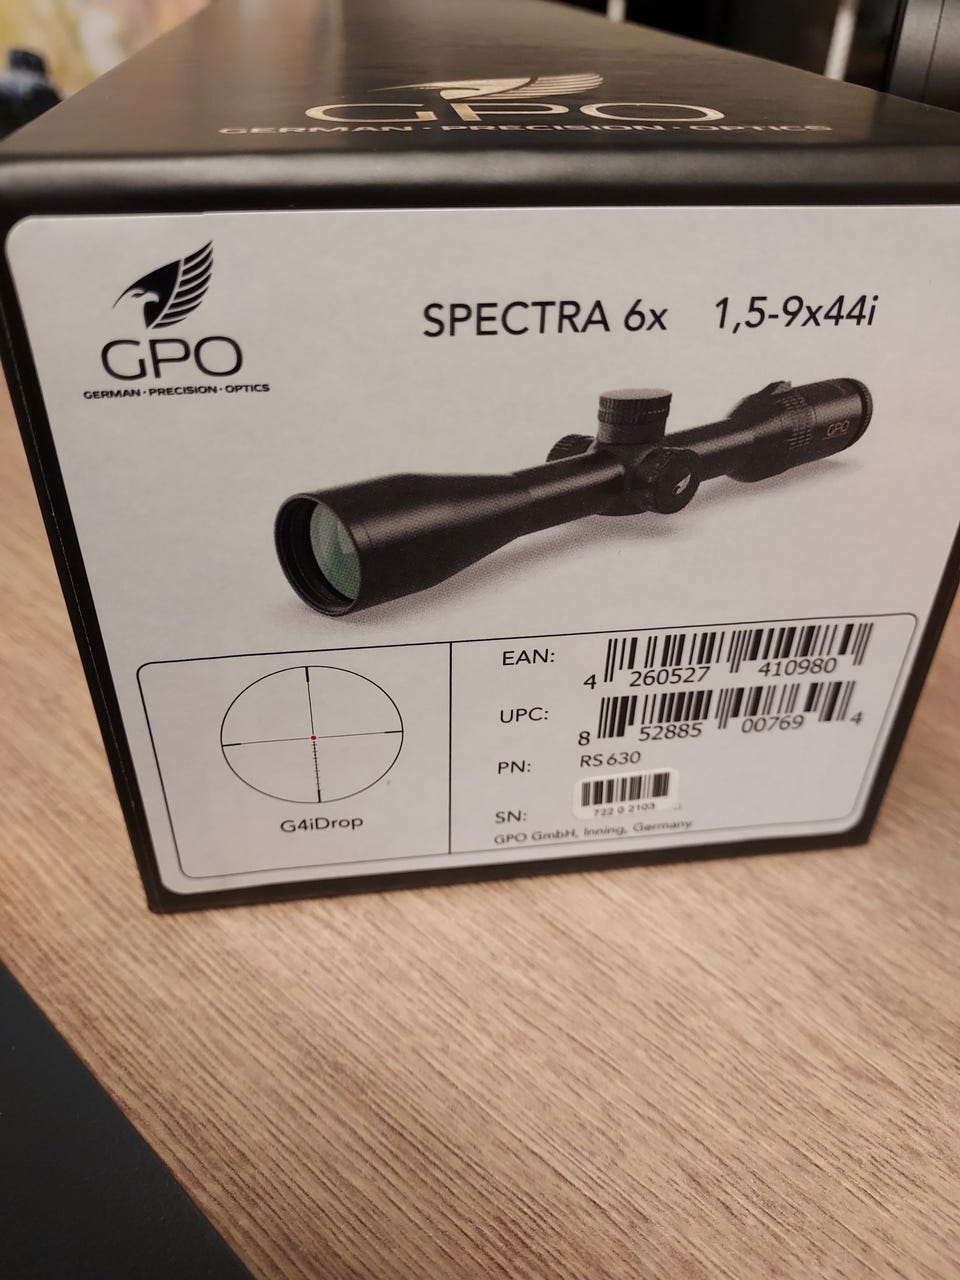 GPO
GERMAN · PRECISION · OPTICS
GPO
GERMAN · PRECISION · OPTICS
SPECTRA 6x 1,5-9x44i
GPO
EAN:
4 260527 410980
UPC:
8 52885 00769 4
PN: RS630
SN:
722 0 2103
GPO GmbH, Inning, Germany
G4iDrop